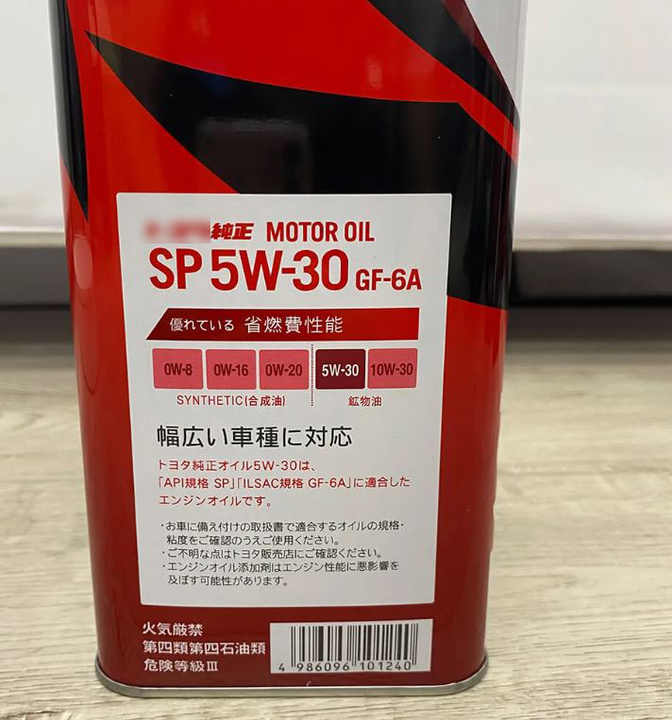 純正 MOTOR OIL
SP 5W-30 GF-6A
優れている 省燃費性能
0W-8 0W-16 0W-20 5W-30 10W-30
SYNTHETIC(合成油) 鉱物油
幅広い車種に対応
トヨタ純正オイル5W-30は、
「API規格 SP」「ILSAC規格 GF-6A」に適合した
エンジンオイルです。
・お車に備え付けの取扱書で適合するオイルの規格・
粘度をご確認のうえご使用ください。
・ご不明な点はトヨタ販売店にご確認ください。
・エンジンオイル添加剤はエンジン性能に悪影響を
及ぼす可能性があります。
火気厳禁
第四類第四石油類
危険等級Ⅲ
4 986096 101240